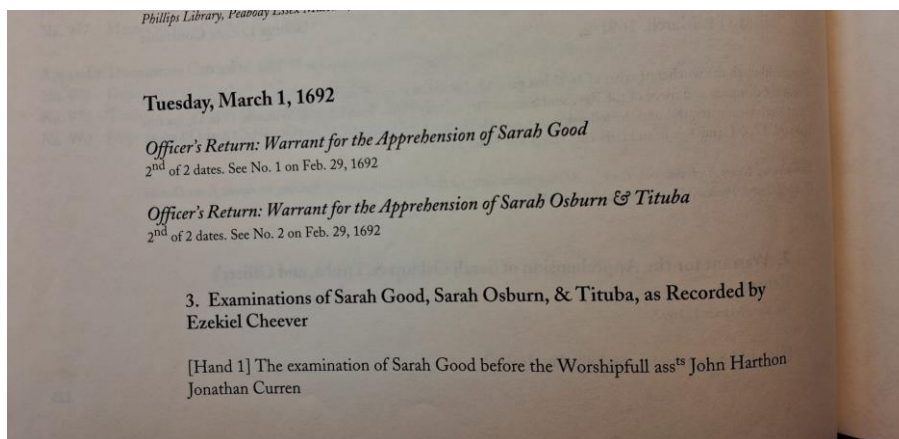 Phillips Library, Peabody Essex
Tuesday, March 1, 1692
Officer's Return: Warrant for the Apprehension of Sarah Good
2nd of 2 dates. See No. 1 on Feb. 29, 1692
Officer's Return: Warrant for the Apprehension of Sarah Osburn & Tituba
2nd of 2 dates. See No. 2 on Feb. 29, 1692
3. Examinations of Sarah Good, Sarah Osburn, & Tituba, as Recorded by
Ezekiel Cheever
[Hand 1] The examination of Sarah Good before the Worshipfull assts John Harthon
Jonathan Curren